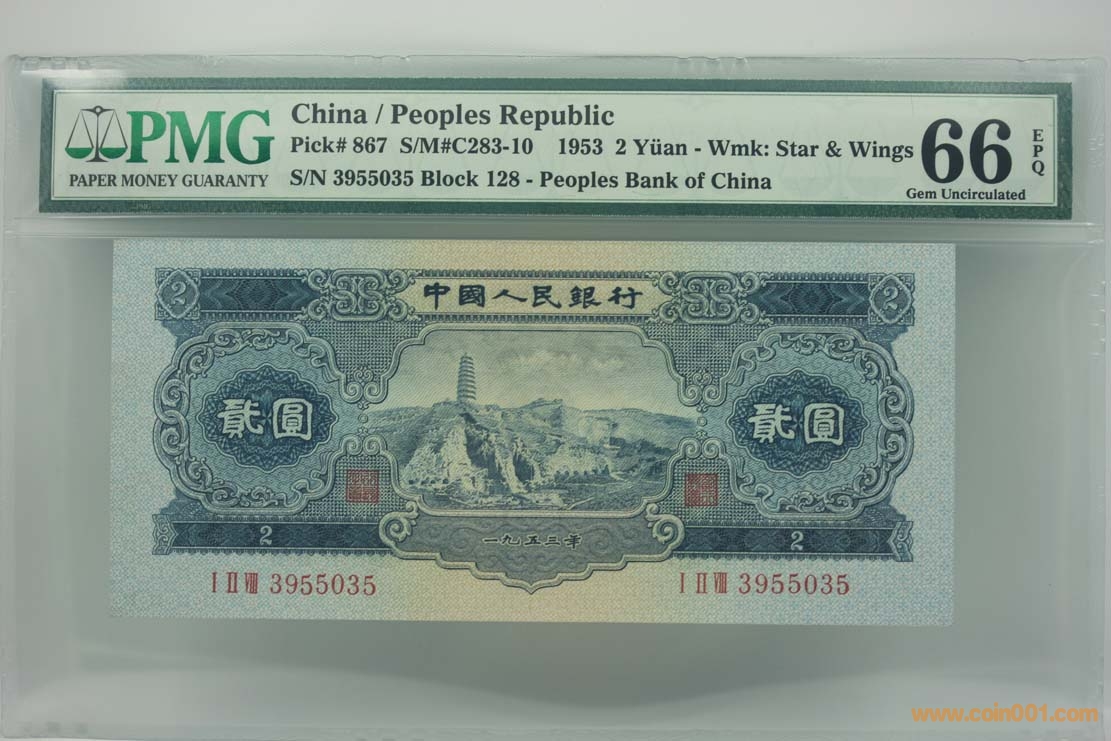 PMG
PAPER MONEY GUARANTY
China / Peoples Republic
Pick# 867 S/M#C283-10 1953 2 Yüan - Wmk: Star & Wings
S/N 3955035 Block 128 - Peoples Bank of China
66
EPQ
Gem Uncirculated
2
中國人民銀行
2
貳圓
貳圓
2
一九五三年
2
I II VIII 3955035
I II VIII 3955035
www.coin001.com